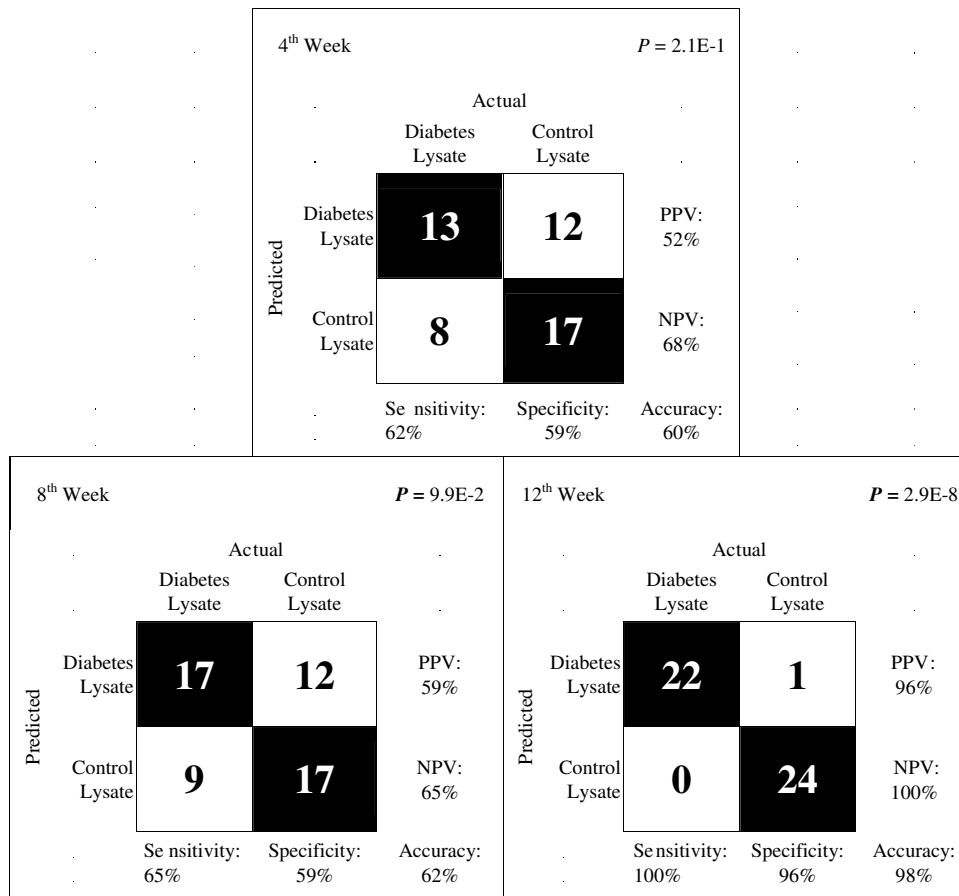 4th Week P = 2.1E-1
Actual
Diabetes Control
Lysate Lysate
Predicted
Diabetes 13 12 PPV:
Lysate 52%
Control 8 17 NPV:
Lysate 68%
Se nsitivity: Specificity: Accuracy:
62% 59% 60%
8th Week P = 9.9E-2
Actual
Diabetes Control
Lysate Lysate
Predicted
Diabetes 17 12 PPV:
Lysate 59%
Control 9 17 NPV:
Lysate 65%
Se nsitivity: Specificity: Accuracy:
65% 59% 62%
12th Week P = 2.9E-8
Actual
Diabetes Control
Lysate Lysate
Predicted
Diabetes 22 1 PPV:
Lysate 96%
Control 0 24 NPV:
Lysate 100%
Sensitivity: Specificity: Accuracy:
100% 96% 98%